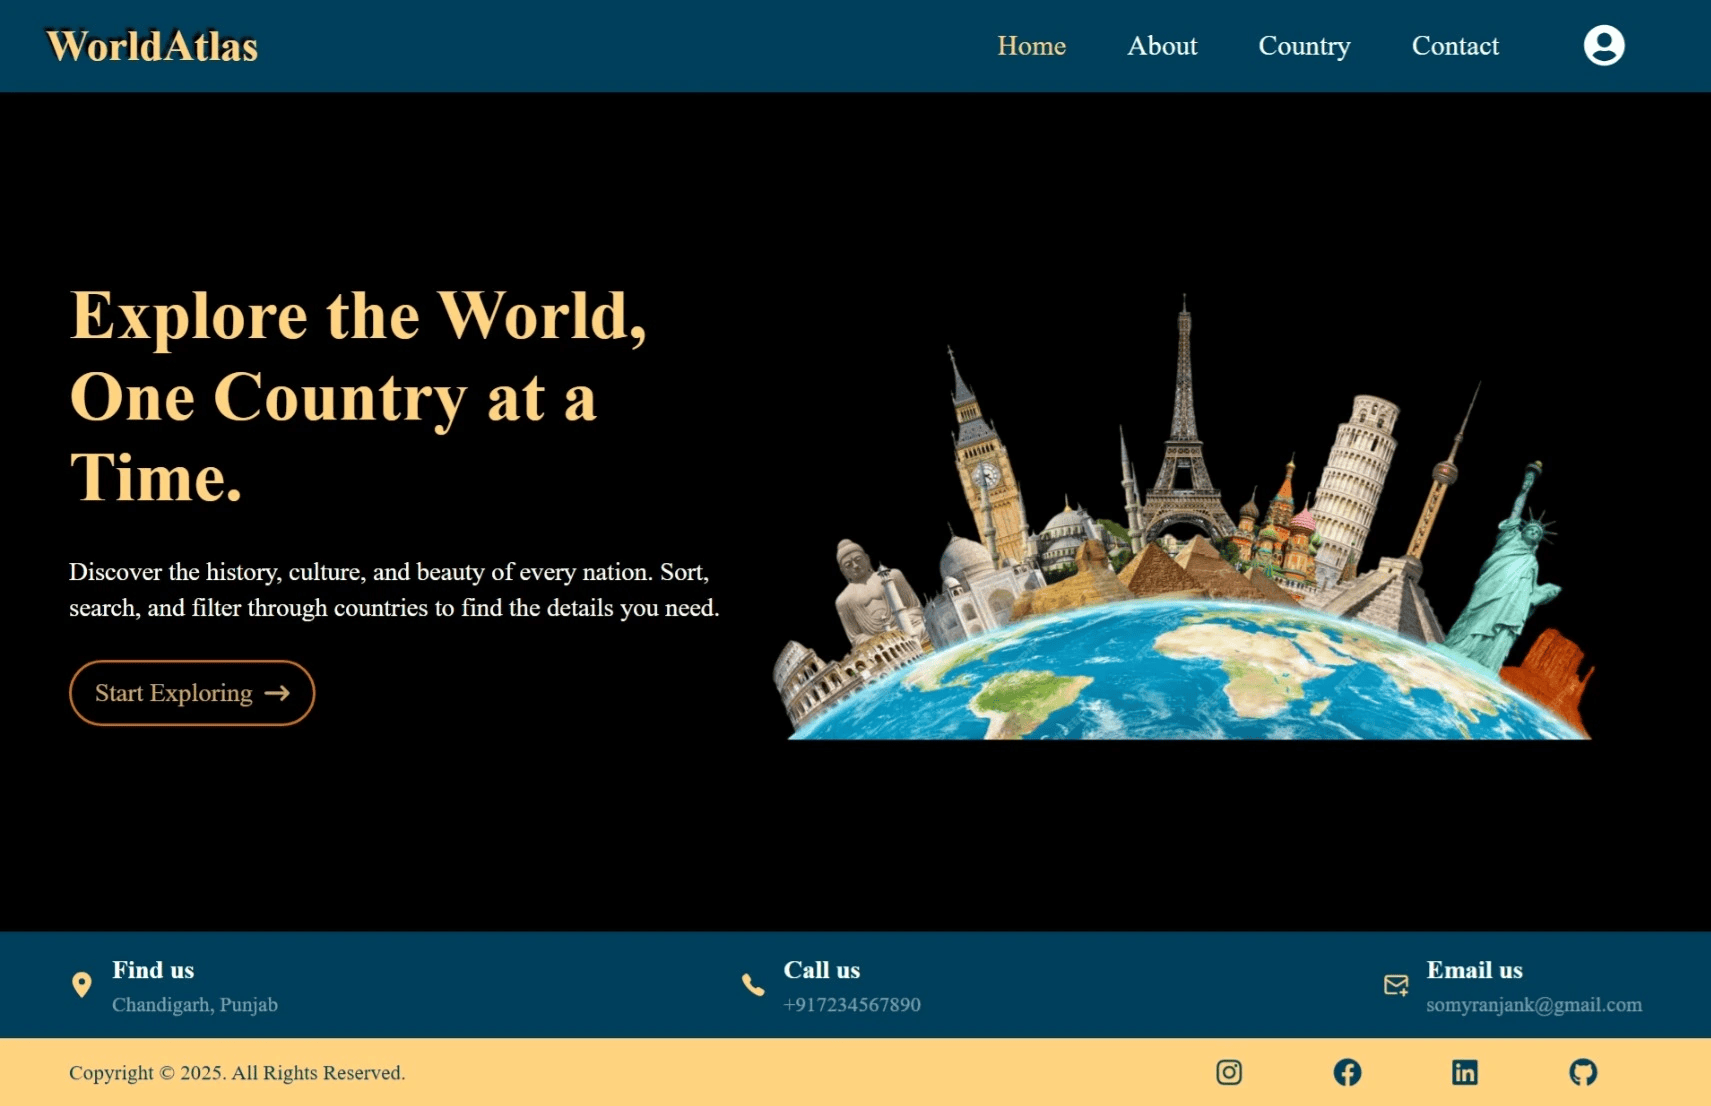 WorldAtlas
Home
About
Country
Contact
Explore the World,
One Country at a
Time.
Discover the history, culture, and beauty of every nation. Sort,
search, and filter through countries to find the details you need.
Start Exploring
Find us
Chandigarh, Punjab
Call us
+917234567890
Email us
somyranjank@gmail.com
Copyright © 2025. All Rights Reserved.